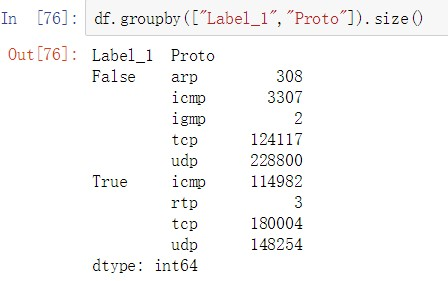 In [76]: df.groupby(["Label_1","Proto"]).size()
Out[76]: Label_1 Proto
False arp 308
icmp 3307
igmp 2
tcp 124117
udp 228800
True icmp 114982
rtp 3
tcp 180004
udp 148254
dtype: int64